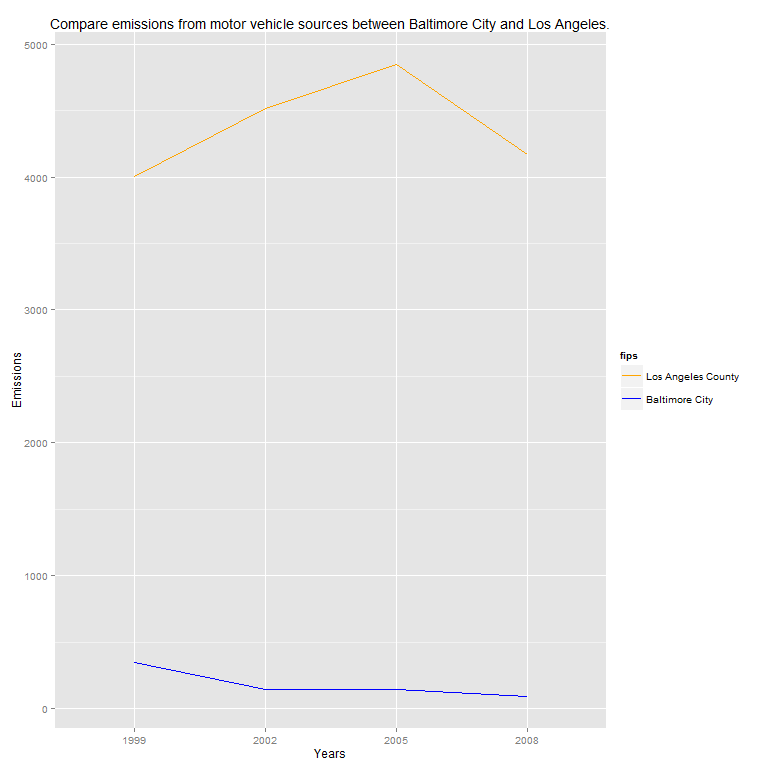 Compare emissions from motor vehicle sources between Baltimore City and Los Angeles.
5000
4000
3000
2000
1000
0
Emissions
1999 2002 2005 2008
Years
fips
Los Angeles County
Baltimore City